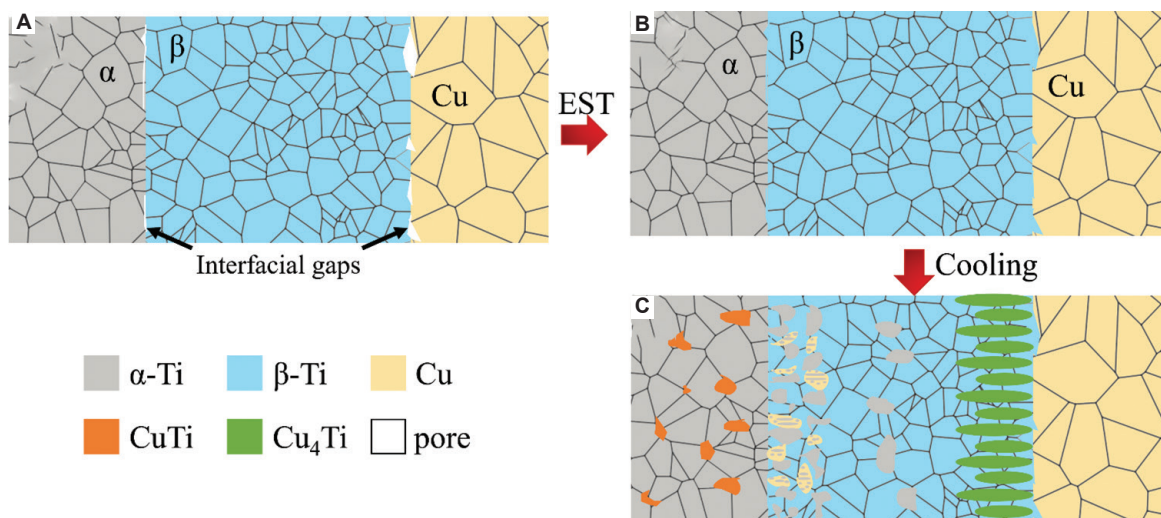 A
α
β
Cu
Interfacial gaps
EST
B
α
β
Cu
Cooling
C
α-Ti
β-Ti
Cu
CuTi
Cu₄Ti
pore